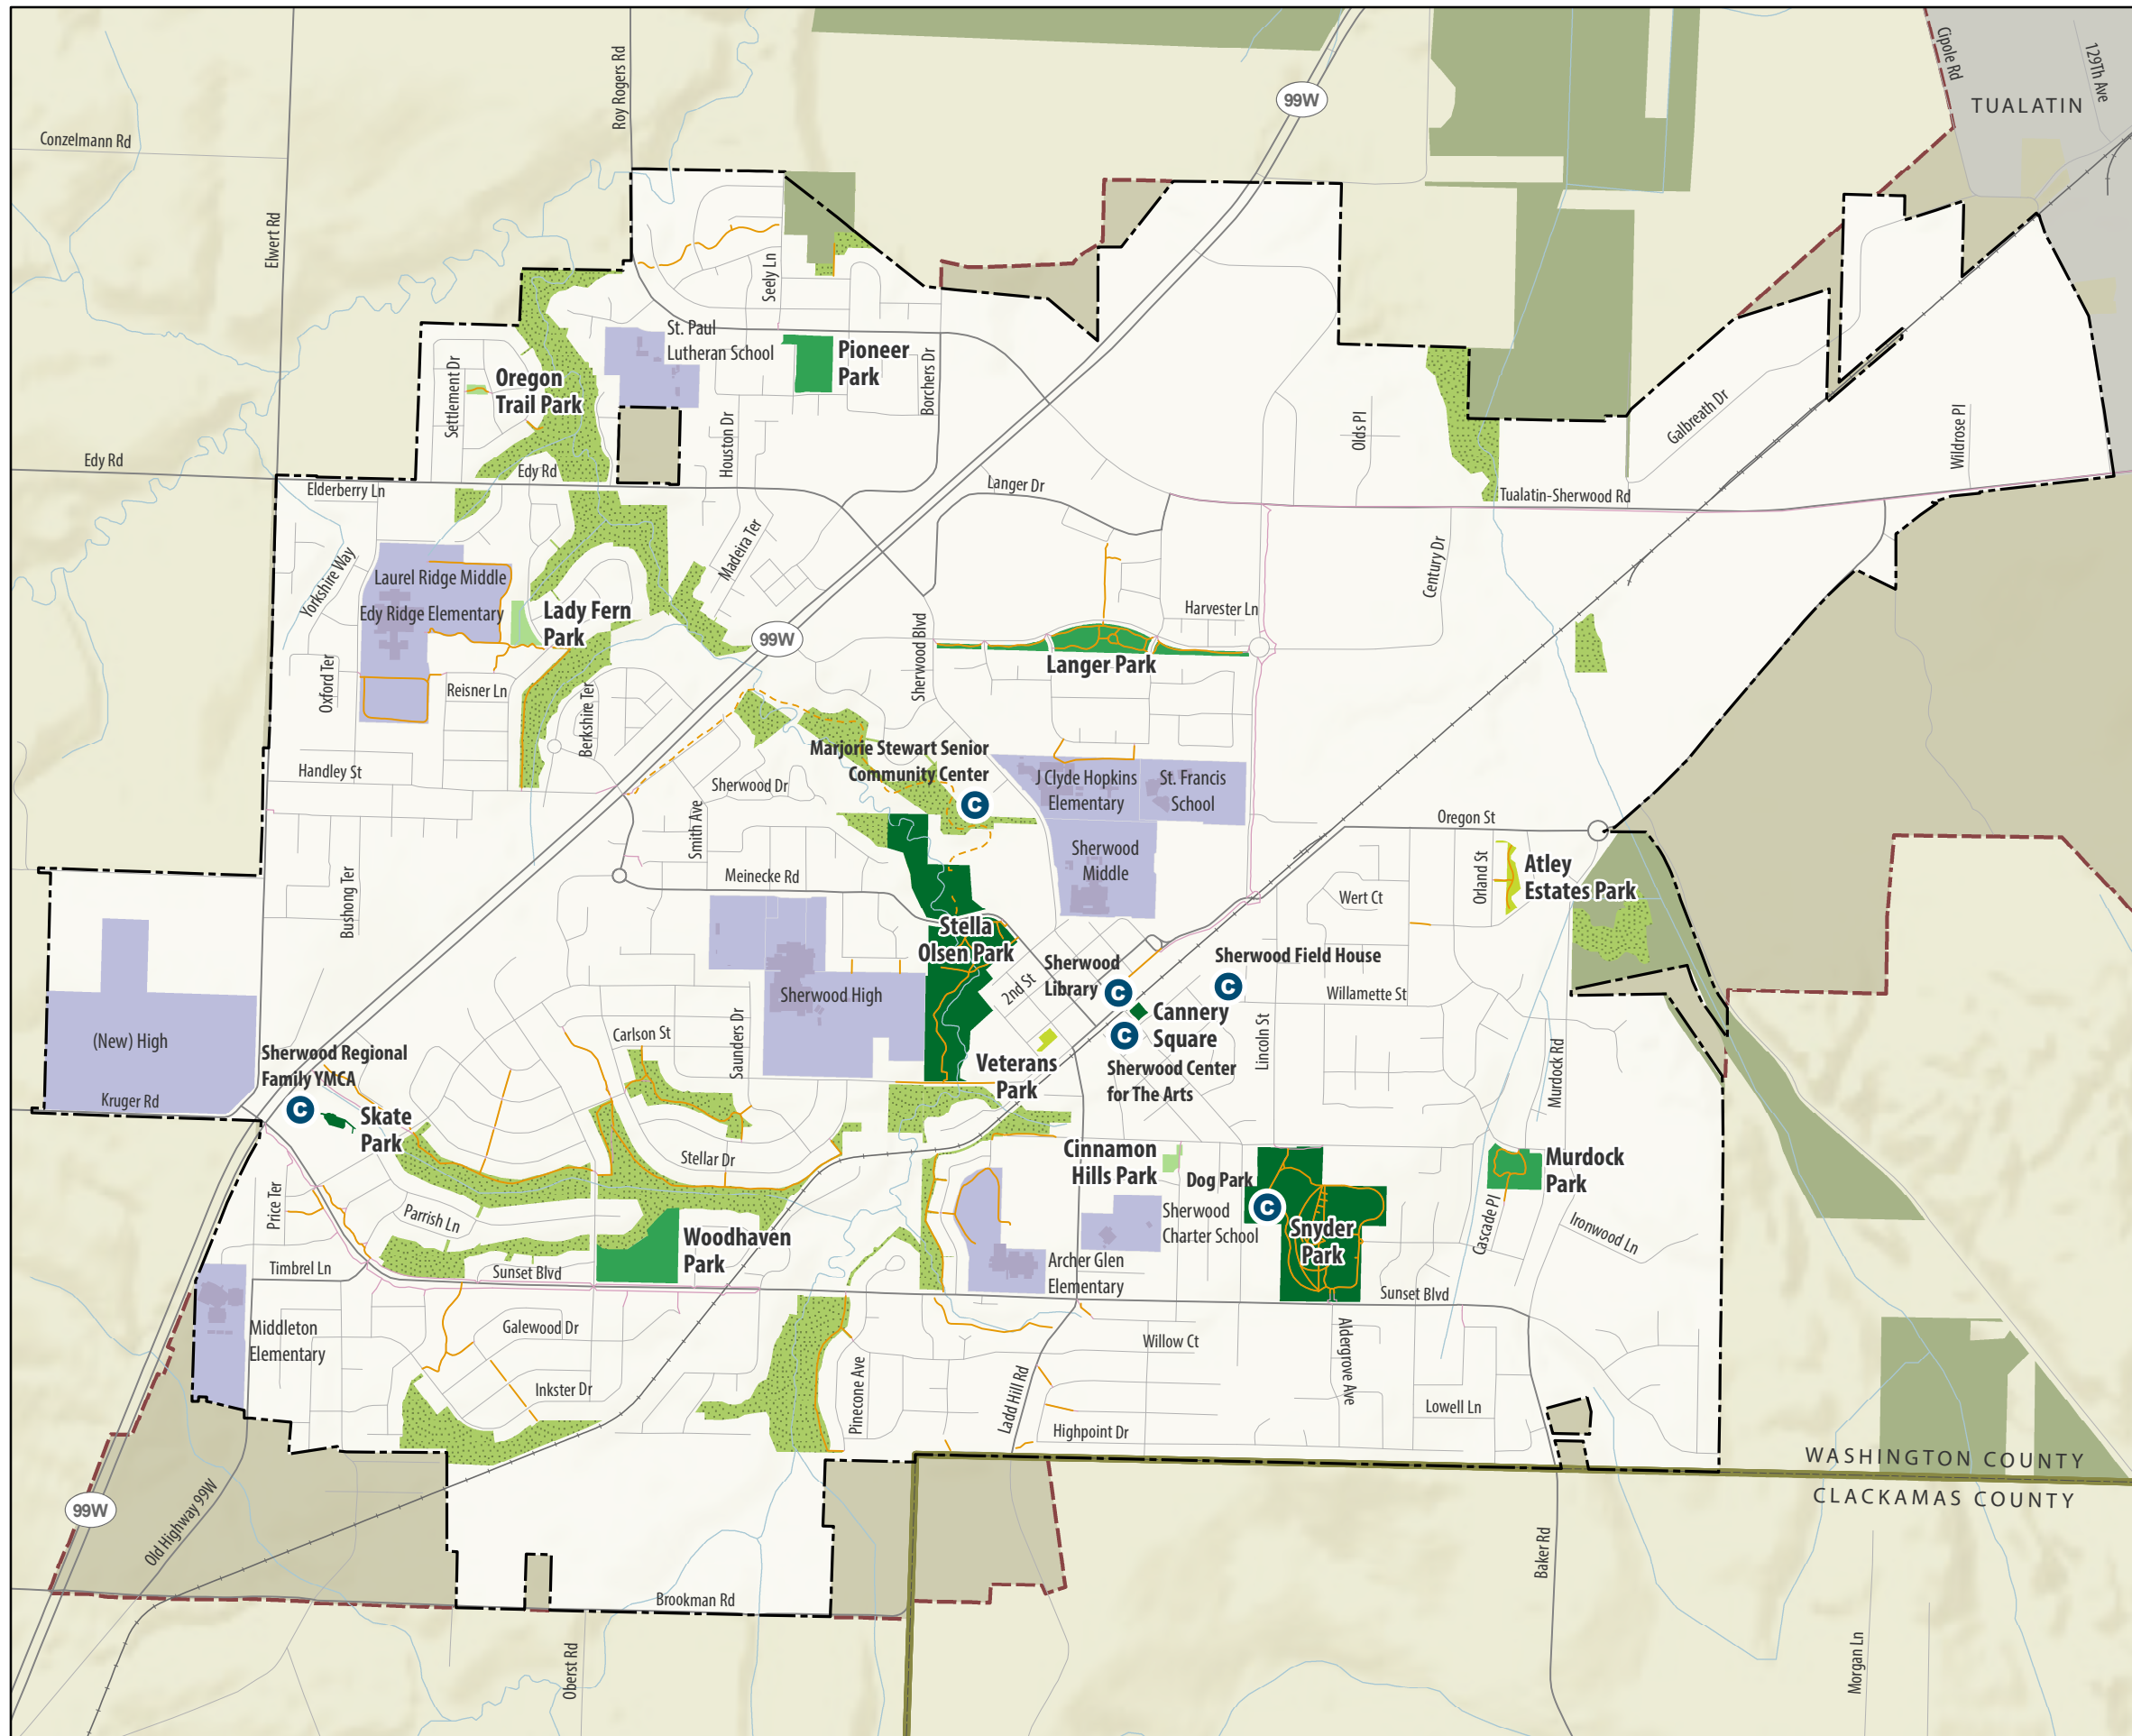 Roy Rogers Rd
99W
Cipole Rd
129Th Ave
TUALATIN
Conzelmann Rd
Elwert Rd
Seely Ln
St. Paul
Lutheran School
Pioneer
Park
Borchers Dr
Settlement Dr
Oregon
Trail Park
Houston Dr
Olds Pl
Galbreath Dr
Wildrose Pl
Edy Rd
Edy Rd
Elderberry Ln
Langer Dr
Tualatin-Sherwood Rd
Yorkshire Way
Madeira Ter
Century Dr
Laurel Ridge Middle
Edy Ridge Elementary
Lady Fern
Park
99W
Sherwood Blvd
Harvester Ln
Langer Park
Oxford Ter
Reisner Ln
Berkshire Ter
Handley St
Marjorie Stewart Senior
Community Center
C
Sherwood Dr
J Clyde Hopkins
Elementary
St. Francis
School
Smith Ave
Oregon St
Sherwood
Middle
Orland St
Atley
Estates Park
Meinecke Rd
Bushong Ter
Wert Ct
Stella
Olsen Park
2nd St
Sherwood
Library
C
Sherwood Field House
C
Sherwood High
Willamette St
Cannery
Square
C
Sherwood Center
for The Arts
(New) High
Carlson St
Saunders Dr
Veterans
Park
Lincoln St
Murdock Rd
Sherwood Regional
Family YMCA
C
Kruger Rd
Skate
Park
Stellar Dr
Cinnamon
Hills Park
Dog Park
C
Snyder
Park
Murdock
Park
Price Ter
Parrish Ln
Woodhaven
Park
Sherwood
Charter School
Cascade Pl
Ironwood Ln
Timbrel Ln
Sunset Blvd
Archer Glen
Elementary
Sunset Blvd
Middleton
Elementary
Galewood Dr
Willow Ct
Aldergrove Ave
Inkster Dr
Pinecone Ave
Ladd Hill Rd
Lowell Ln
Highpoint Dr
WASHINGTON COUNTY
CLACKAMAS COUNTY
99W
Old Highway 99W
Baker Rd
Brookman Rd
Oberst Rd
Morgan Ln